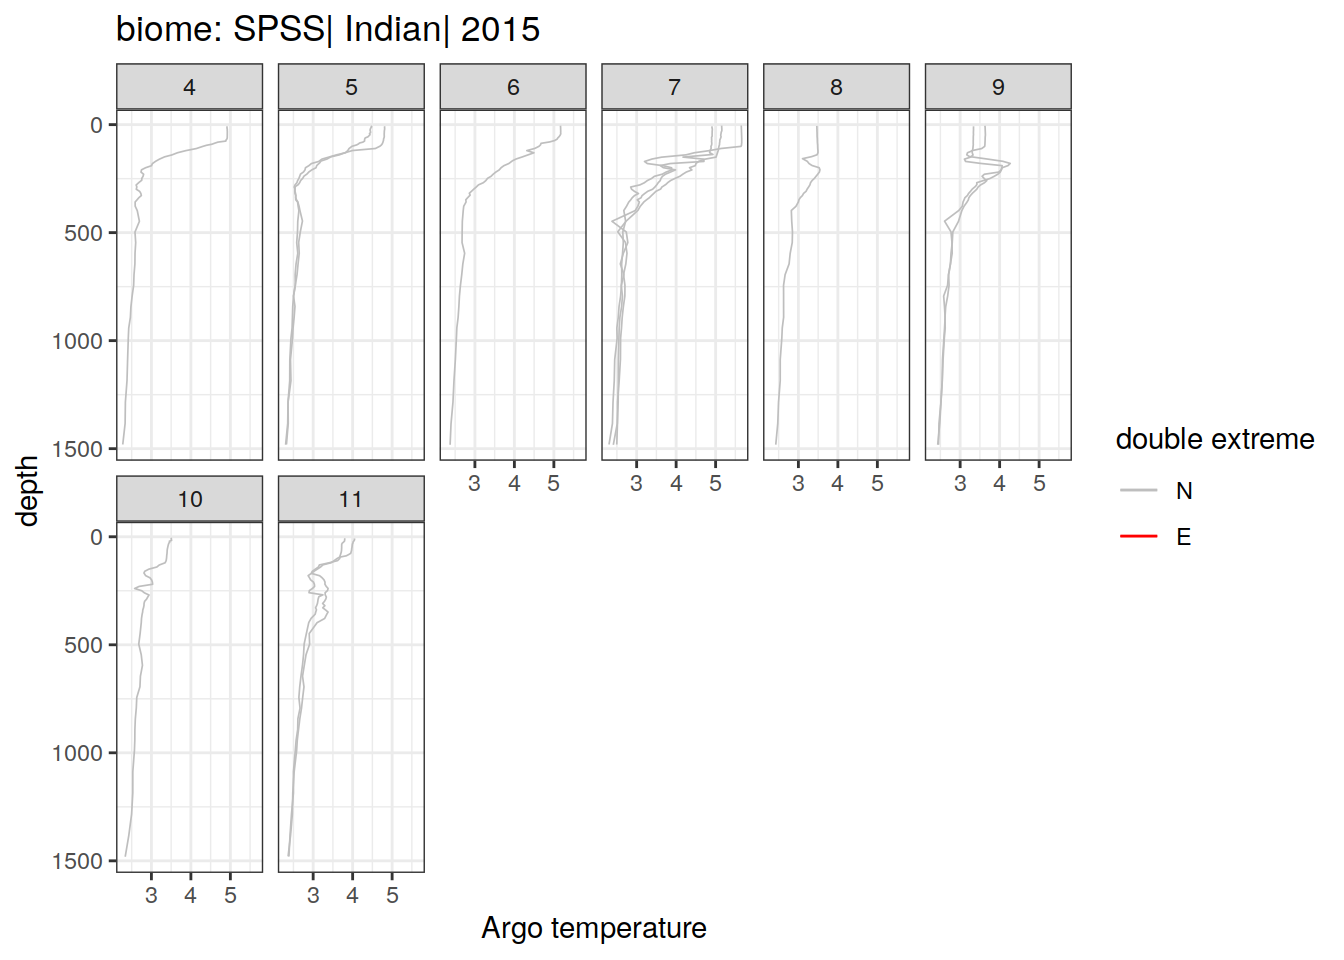 biome: SPSS| Indian| 2015
4 5 6 7 8 9
0
500
1000
1500
3 4 5 3 4 5 3 4 5 3 4 5
10 11
0
500
1000
1500
3 4 5 3 4 5
depth
Argo temperature
double extreme
N
E